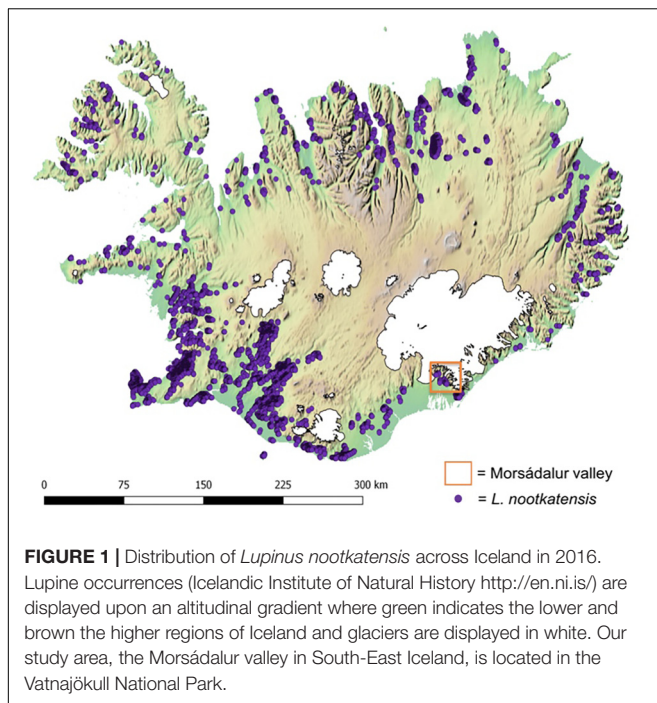 = Morsádalur valley
= L. nootkatensis
0 75 150 225 300 km
FIGURE 1 | Distribution of Lupinus nootkatensis across Iceland in 2016.
Lupine occurrences (Icelandic Institute of Natural History http://en.ni.is/) are
displayed upon an altitudinal gradient where green indicates the lower and
brown the higher regions of Iceland and glaciers are displayed in white. Our
study area, the Morsádalur valley in South-East Iceland, is located in the
Vatnajökull National Park.